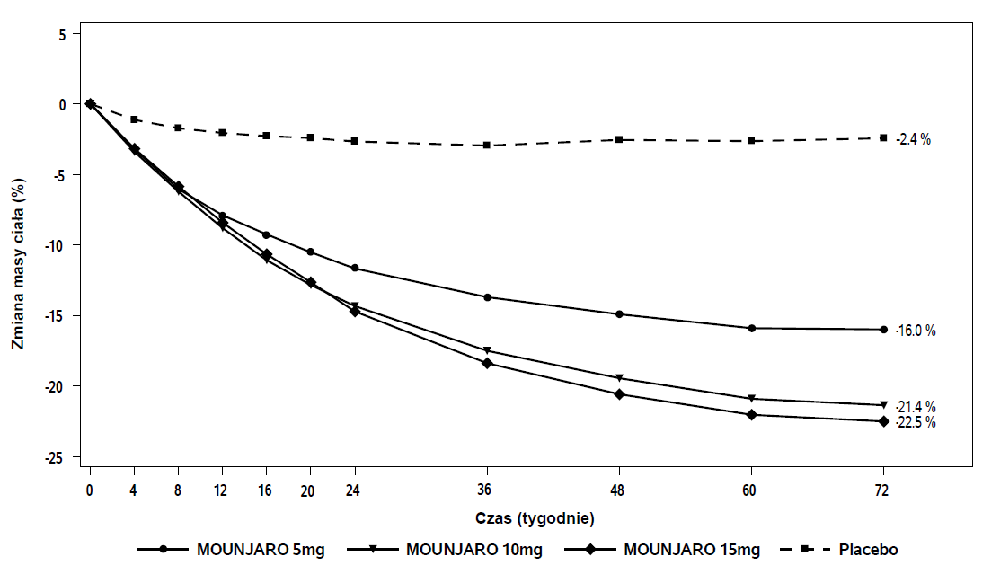 5
0
-5
-10
-15
-20
-25
Zmiana masy ciała (%)
-2.4 %
-16.0 %
-21.4 %
-22.5 %
0 4 8 12 16 20 24 36 48 60 72
Czas (tygodnie)
MOUNJARO 5mg MOUNJARO 10mg MOUNJARO 15mg Placebo